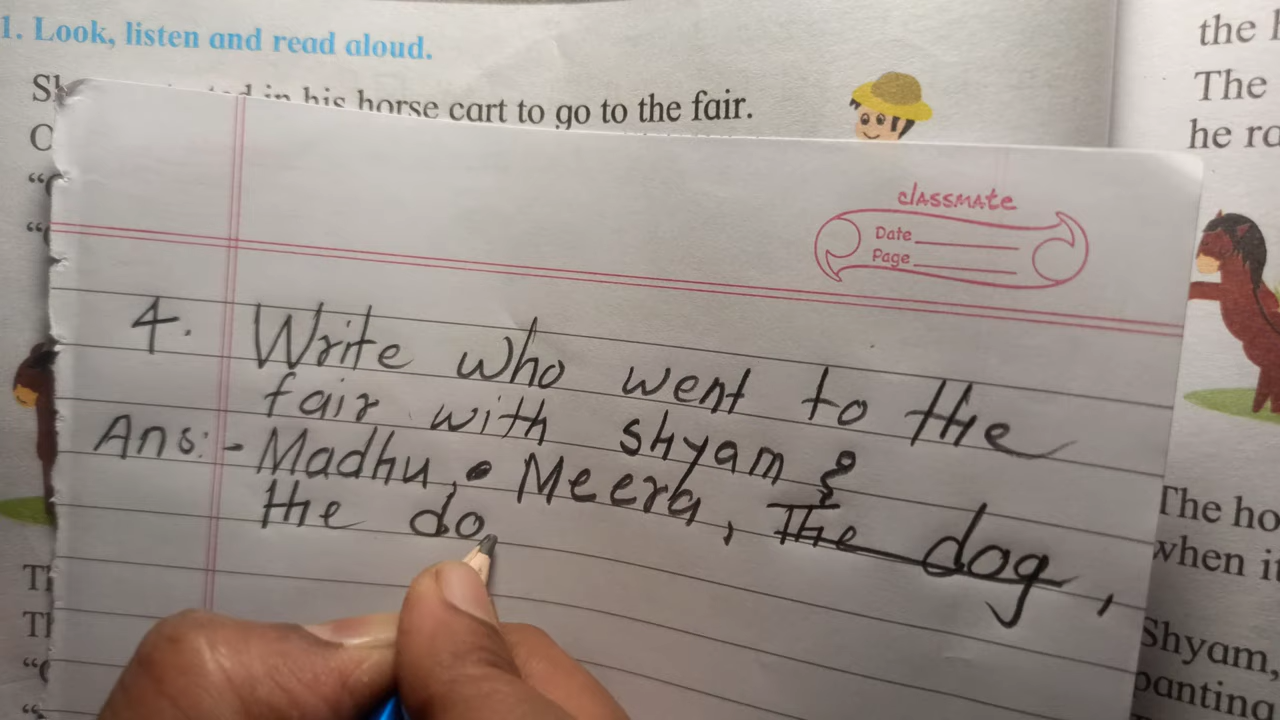 1. Look, listen and read aloud.
in his horse cart to go to the fair.
classmate
Date
Page
4. Write who went to the
fair with shyam &
Ans:- Madhu, Meera, The dog,
the do
the
The
he
The ho
when it
Shyam,
panting